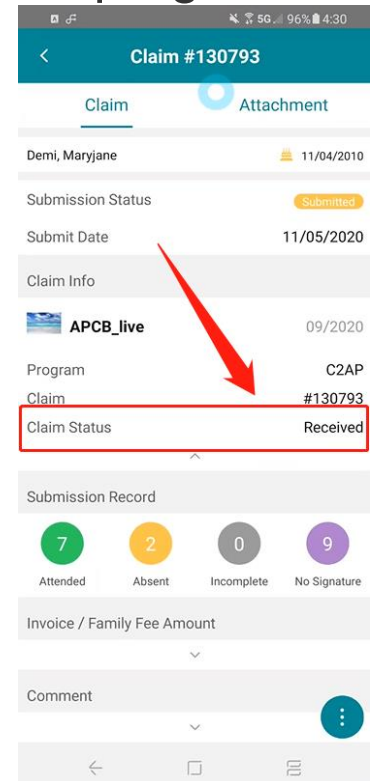 5G 96% 4:30
Claim #130793
Claim Attachment
Demi, Maryjane 11/04/2010
Submission Status Submitted
Submit Date 11/05/2020
Claim Info
APCB_live 09/2020
Program C2AP
Claim #130793
Claim Status Received
Submission Record
7 2 0 9
Attended Absent Incomplete No Signature
Invoice / Family Fee Amount
Comment